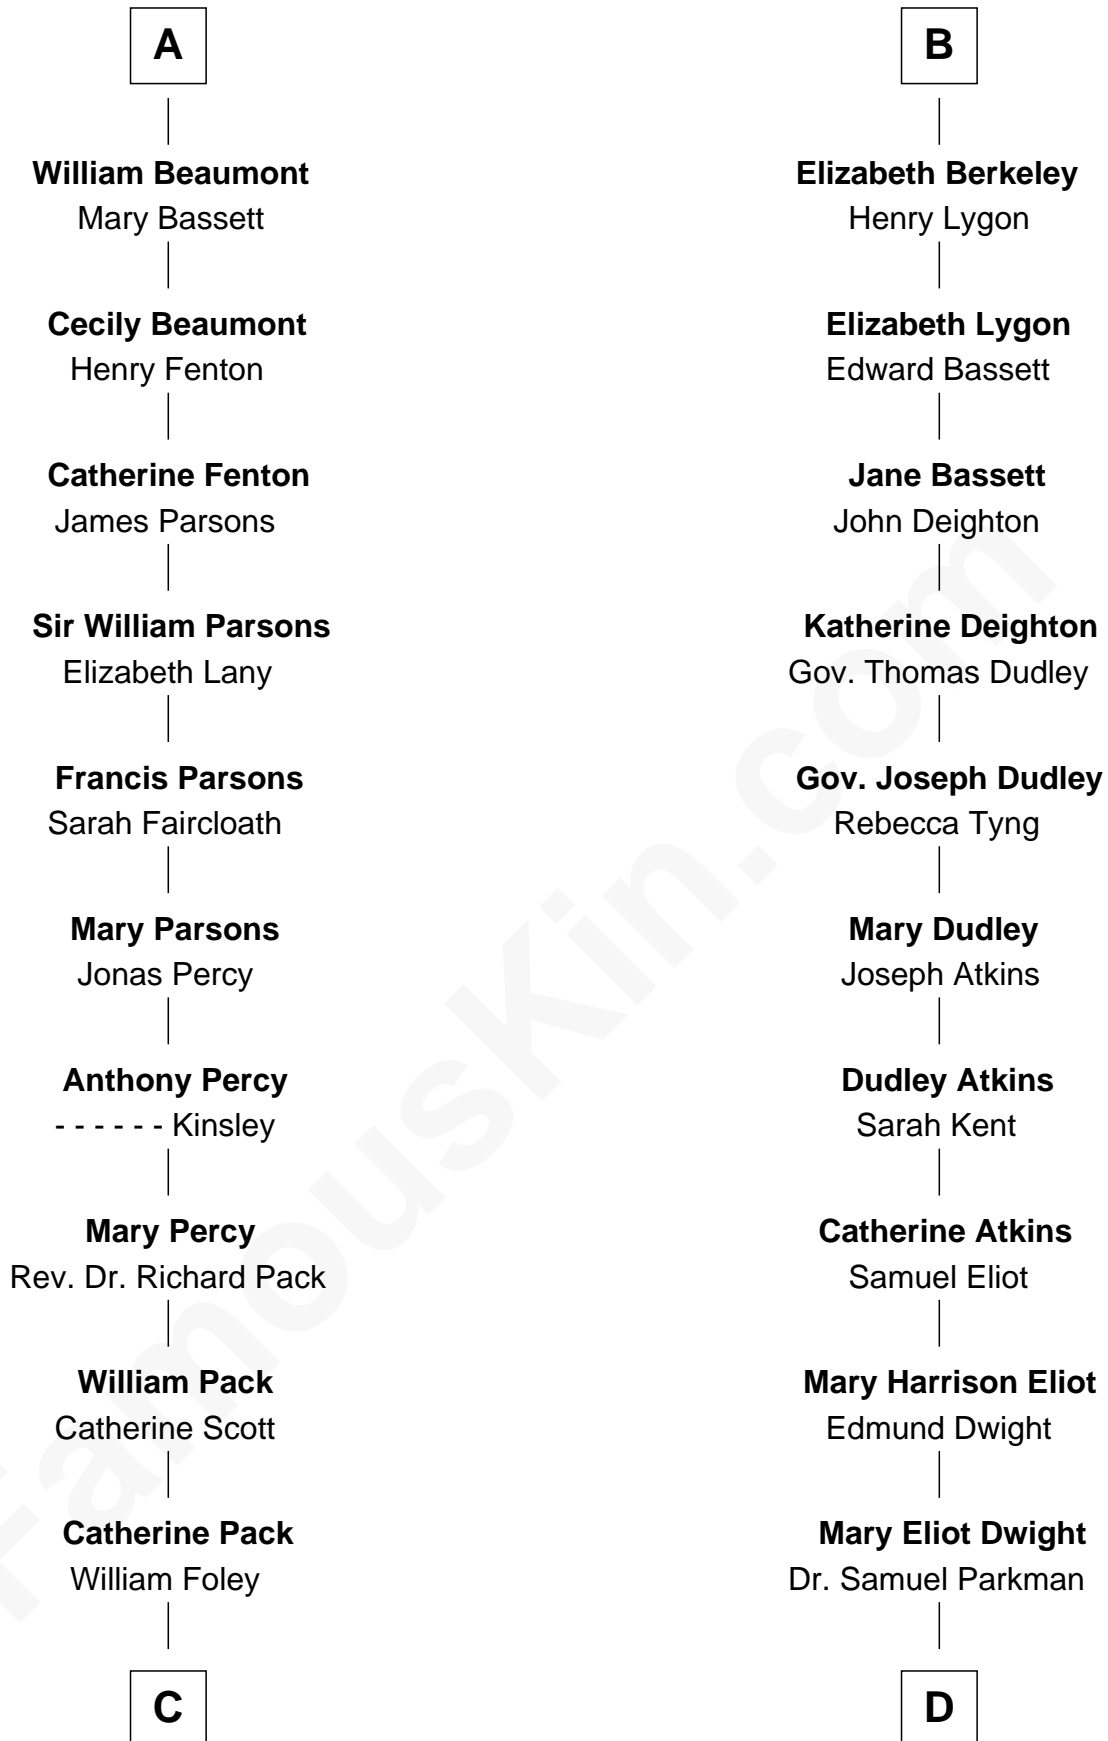 A
William Beaumont
Mary Bassett
Cecily Beaumont
Henry Fenton
Catherine Fenton
James Parsons
Sir William Parsons
Elizabeth Lany
Francis Parsons
Sarah Faircloath
Mary Parsons
Jonas Percy
Anthony Percy
- - - - - - Kinsley
Mary Percy
Rev. Dr. Richard Pack
William Pack
Catherine Scott
Catherine Pack
William Foley
C
B
Elizabeth Berkeley
Henry Lygon
Elizabeth Lygon
Edward Bassett
Jane Bassett
John Deighton
Katherine Deighton
Gov. Thomas Dudley
Gov. Joseph Dudley
Rebecca Tyng
Mary Dudley
Joseph Atkins
Dudley Atkins
Sarah Kent
Catherine Atkins
Samuel Eliot
Mary Harrison Eliot
Edmund Dwight
Mary Eliot Dwight
Dr. Samuel Parkman
D
FamousKin.com